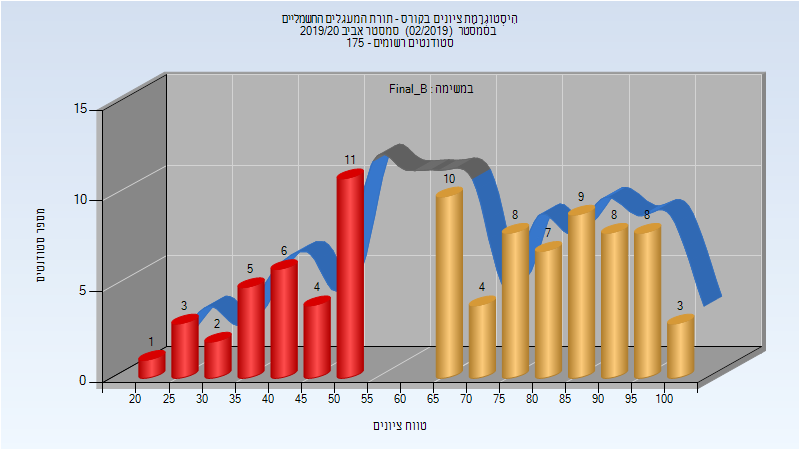 היסטוגרמת ציונים בקורס - תורת המעגלים החשמליים
בסמסטר (02/2019) סמסטר אביב 2019/20
סטודנטים רשומים - 175
במשימה : Final_B
מספר סטודנטים
15
10
5
0
1
3
2
5
6
4
11
10
4
8
7
9
8
8
3
20 25 30 35 40 45 50 55 60 65 70 75 80 85 90 95 100
טווח ציונים